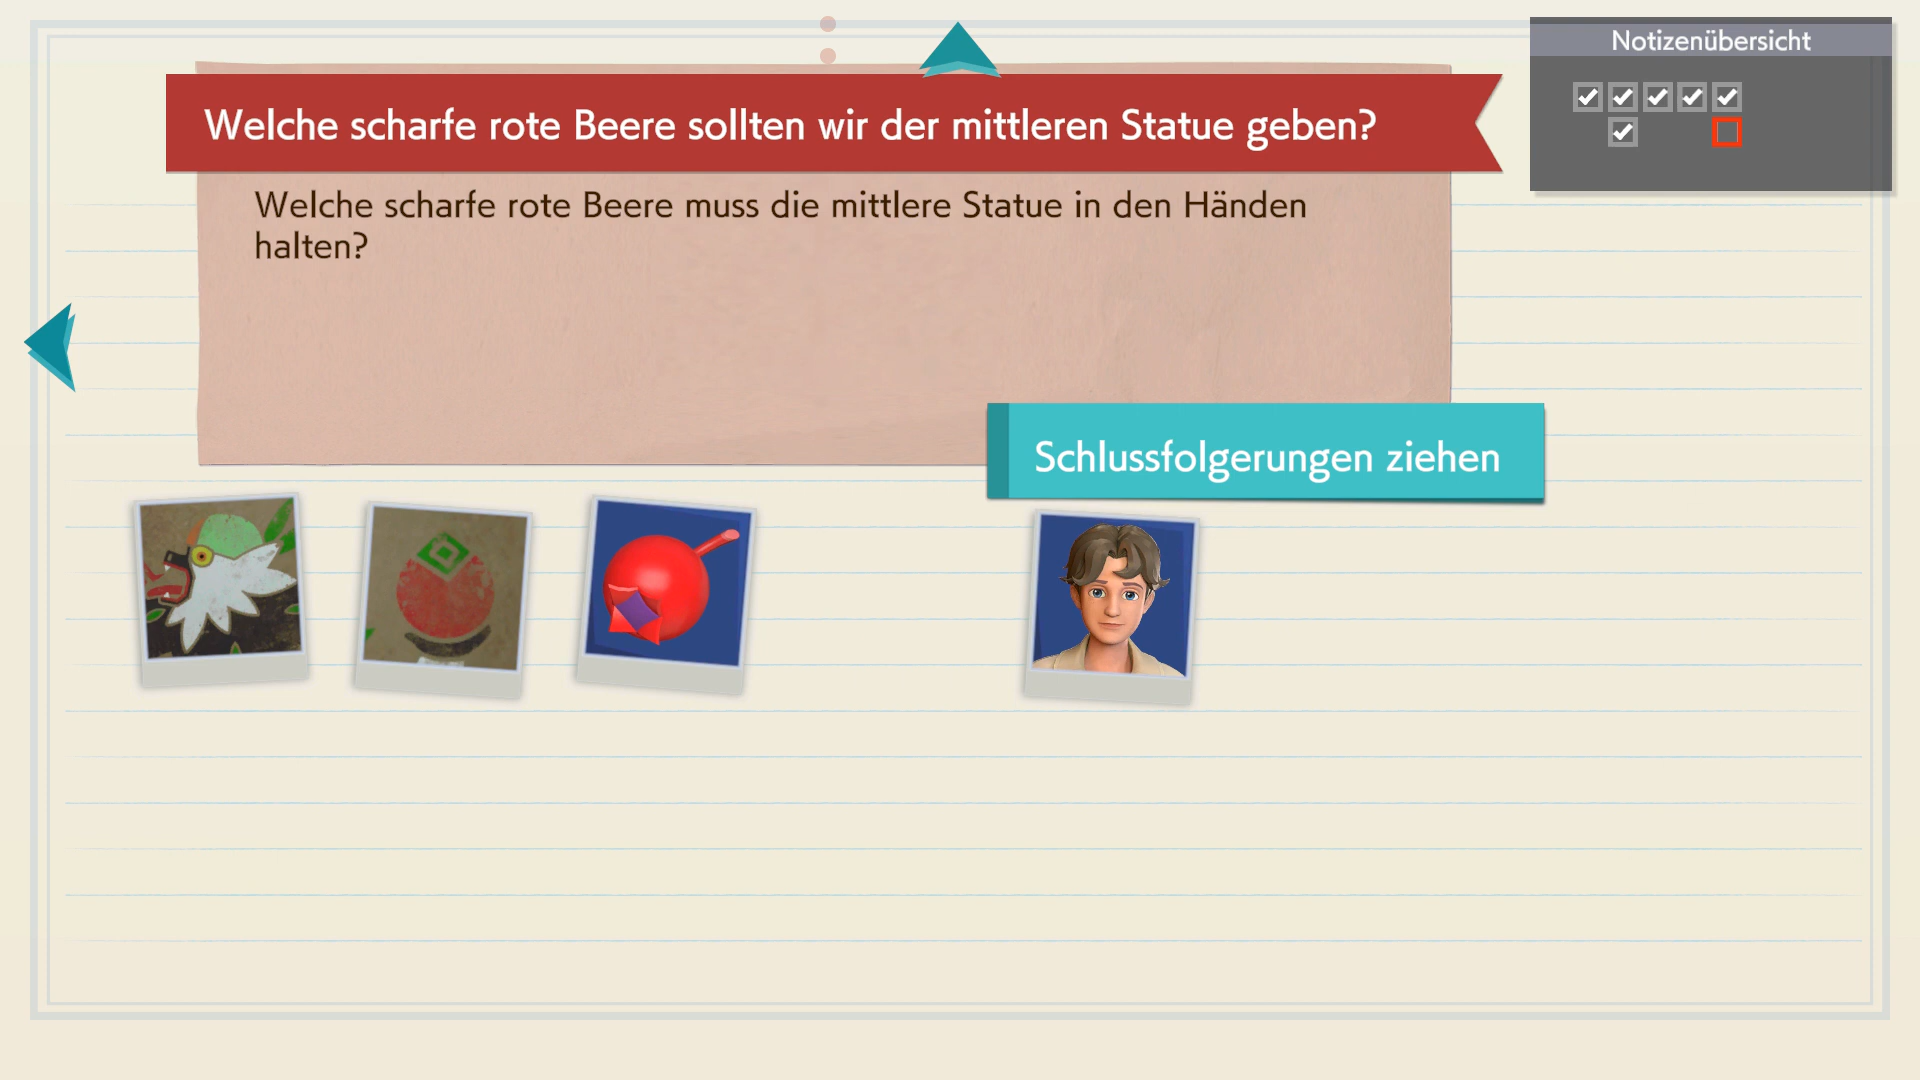 Notizenübersicht
Welche scharfe rote Beere sollten wir der mittleren Statue geben?
Welche scharfe rote Beere muss die mittlere Statue in den Händen
halten?
Schlussfolgerungen ziehen